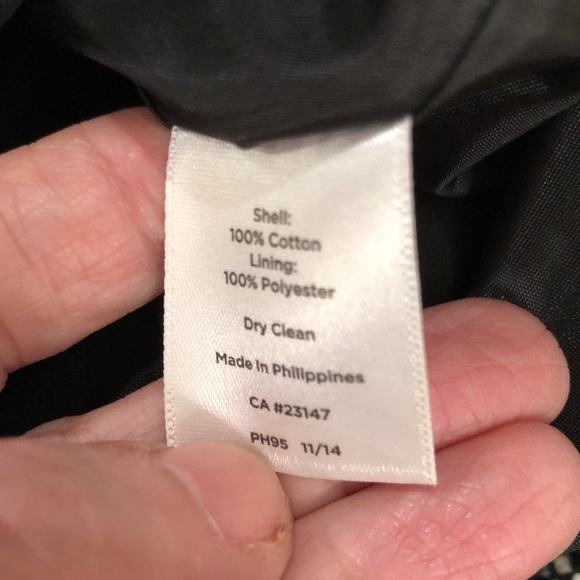 Shell:
100% Cotton
Lining:
100% Polyester
Dry Clean
Made In Philippines
CA #23147
PH95 11/14